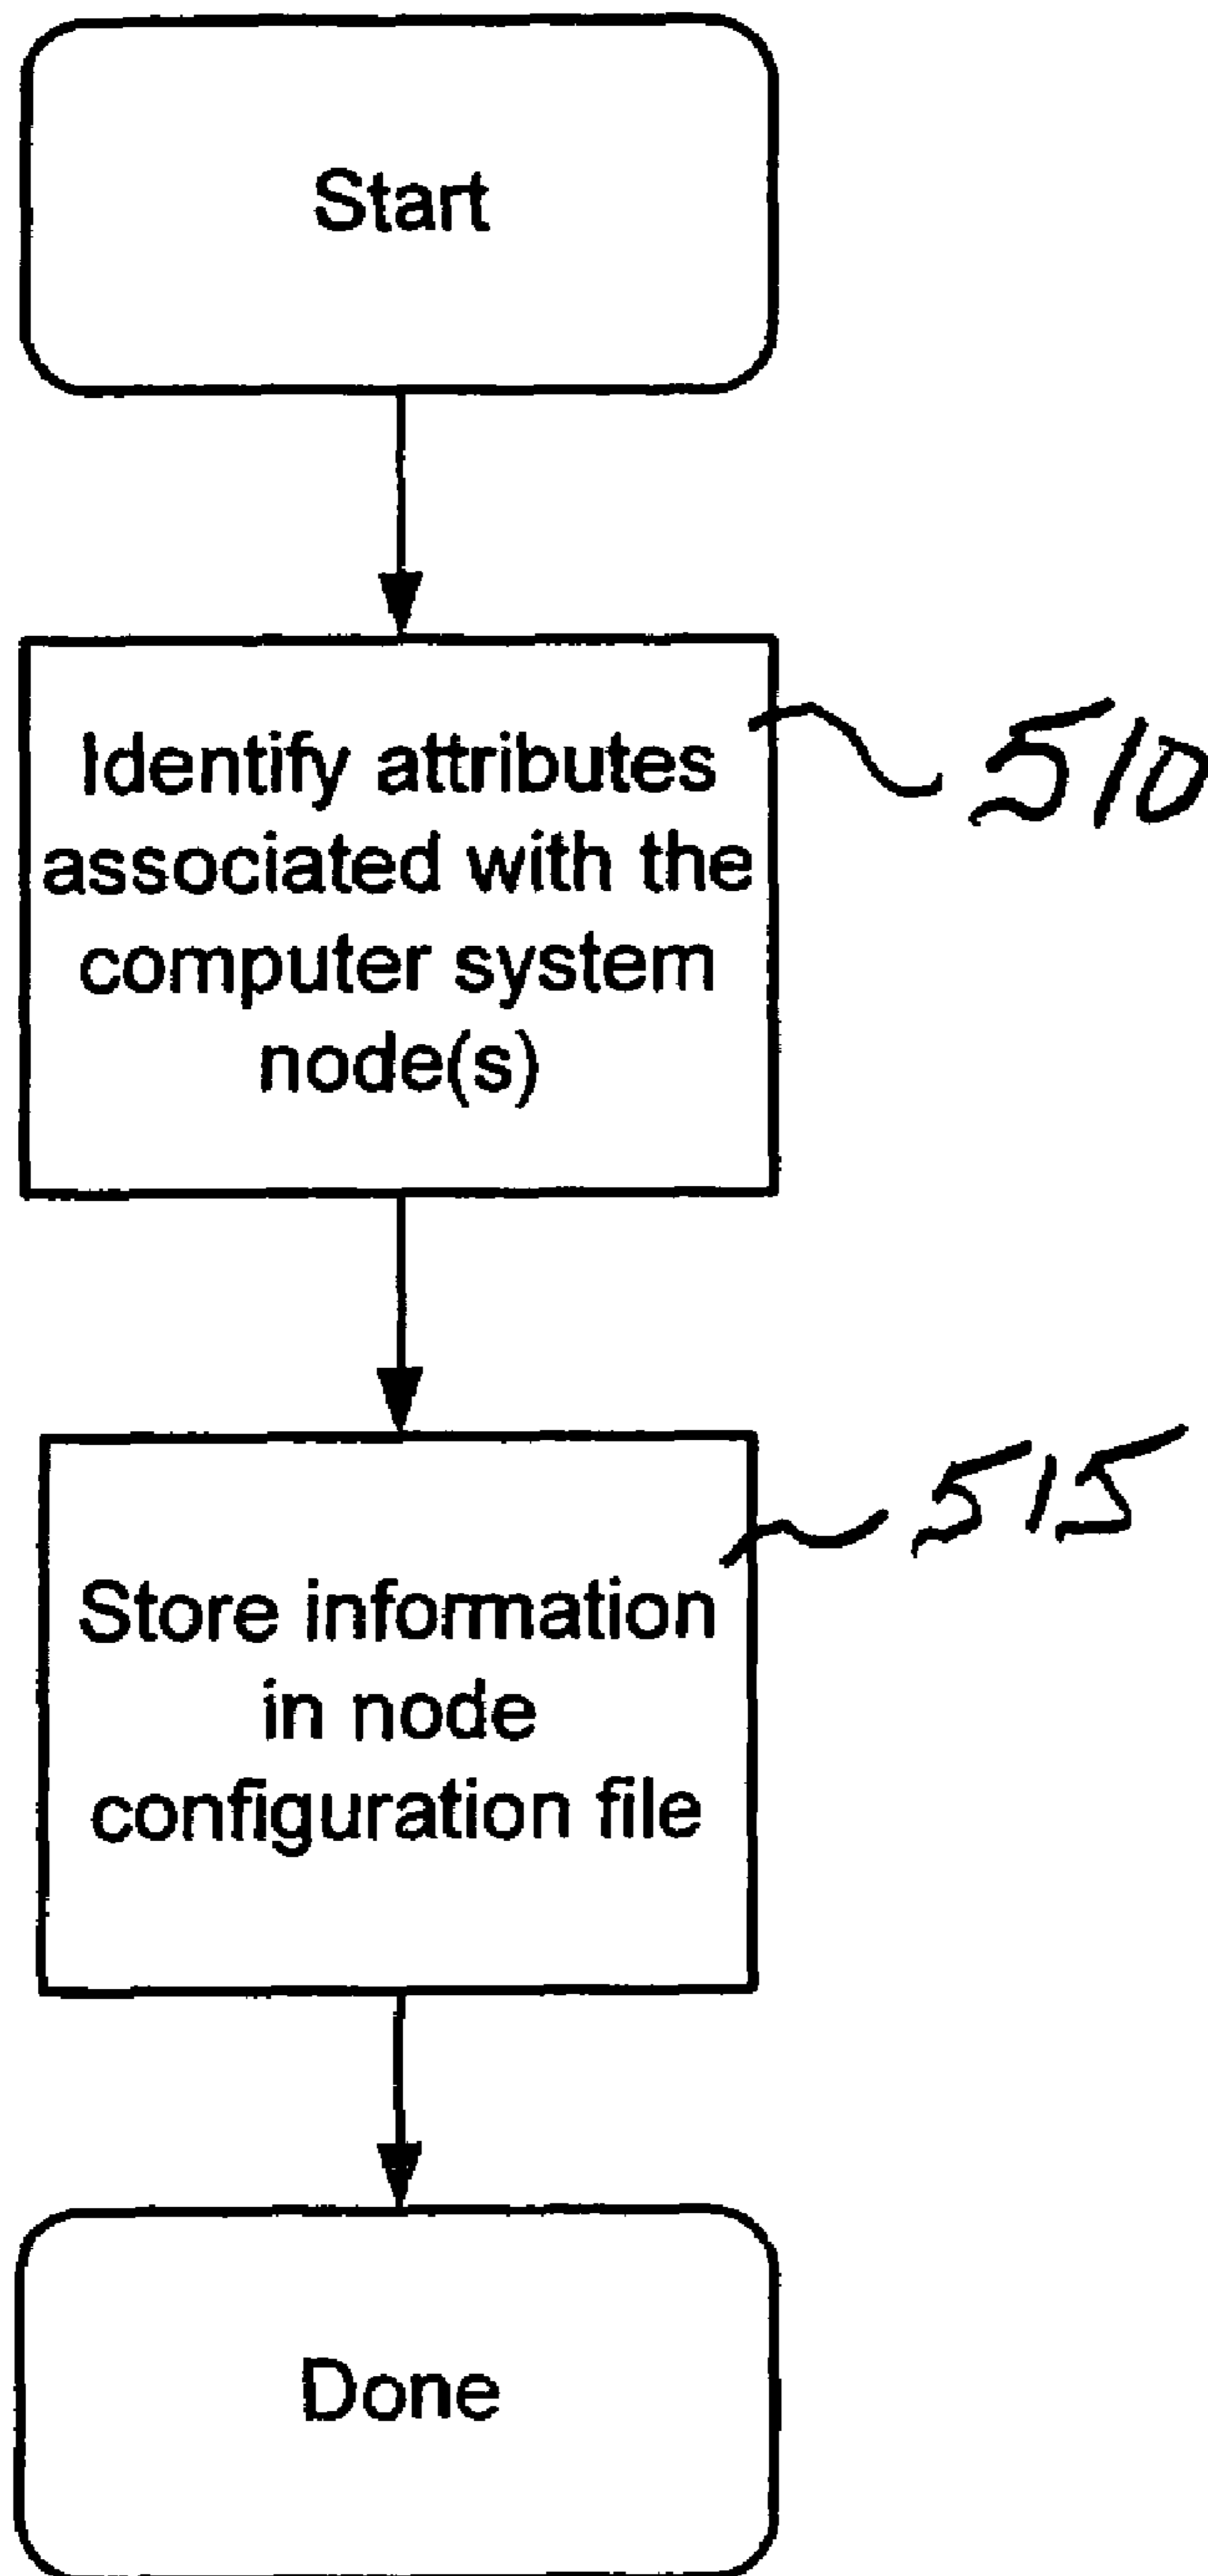 Start
Identify attributes
associated with the
computer system
node(s)
510
Store information
in node
configuration file
515
Done